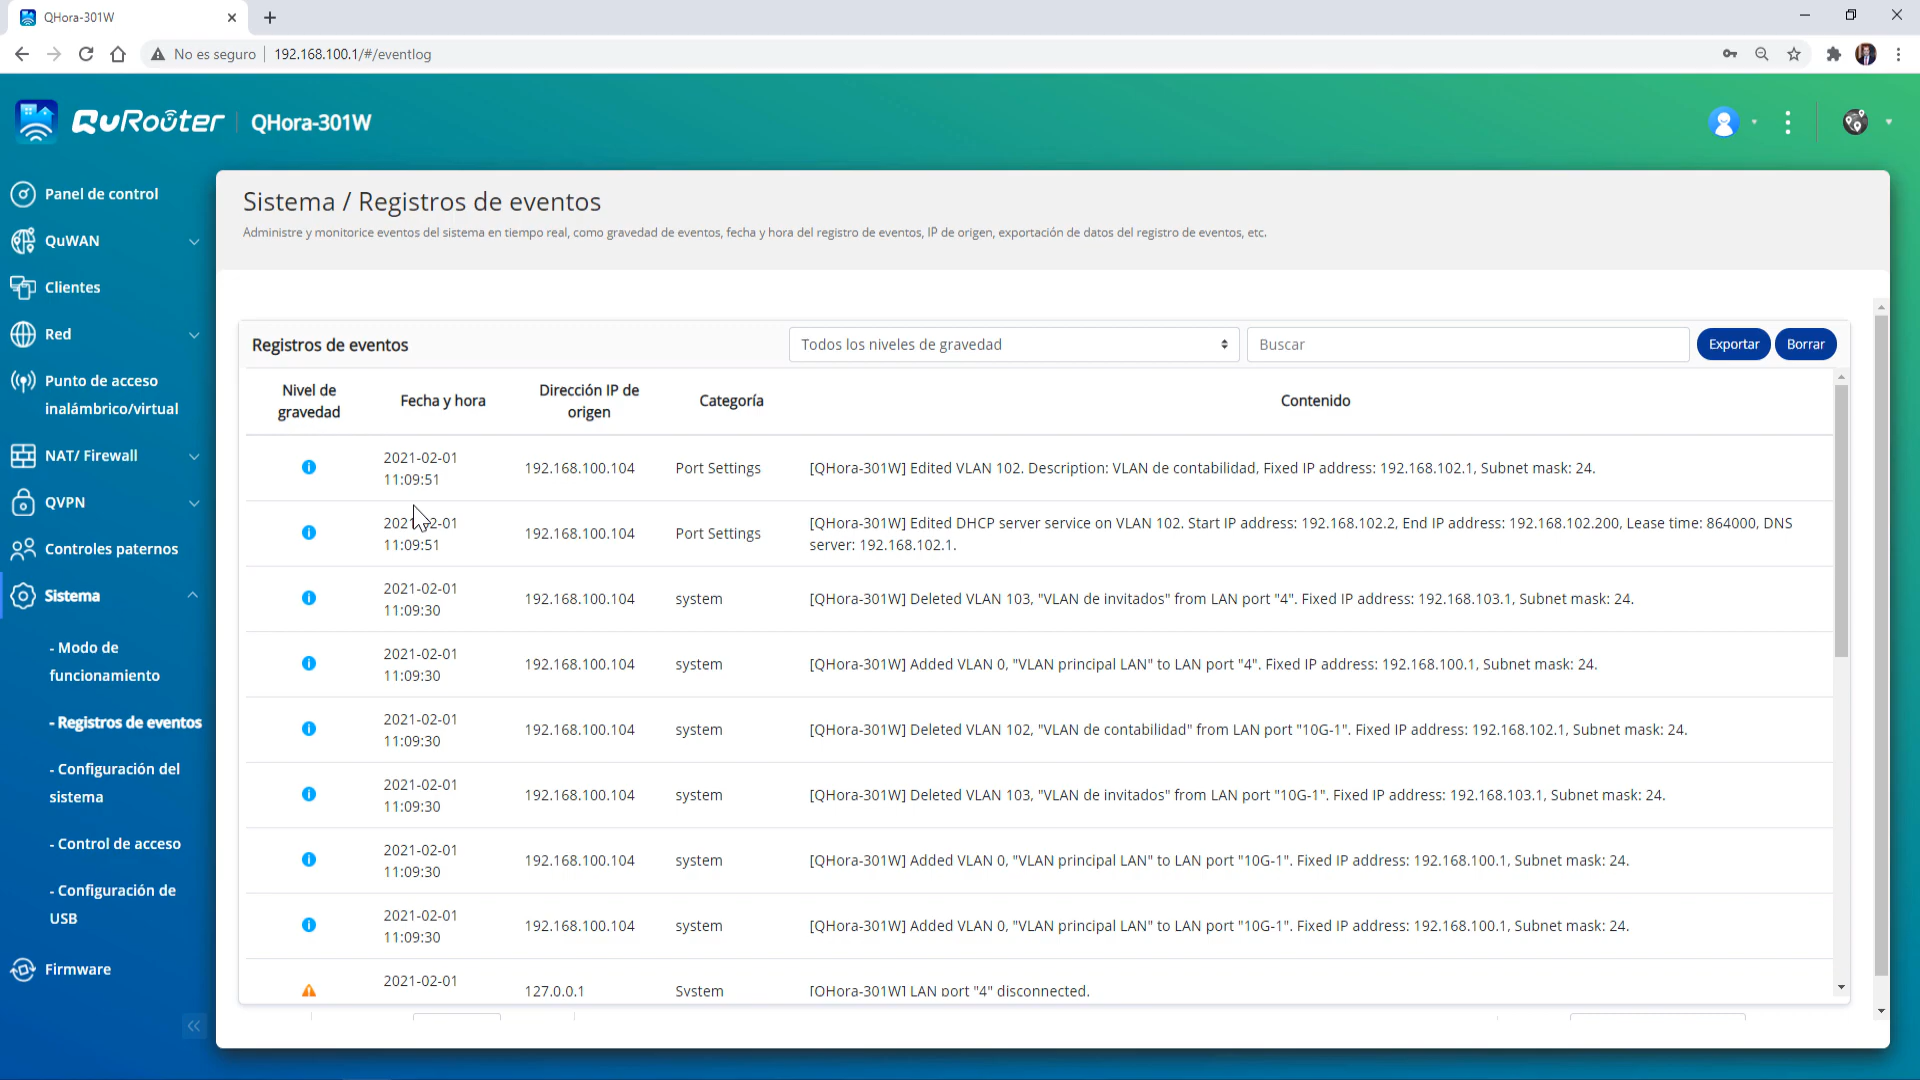 QHora-301W
No es seguro 192.168.100.1/#/eventlog
QuRouter QHora-301W
Panel de control
QuWAN
Clientes
Red
Punto de acceso
inalámbrico/virtual
NAT/ Firewall
QVPN
Controles paternos
Sistema
- Modo de
funcionamiento
- Registros de eventos
- Configuración del
sistema
- Control de acceso
- Configuración de
USB
Firmware
Sistema / Registros de eventos
Administre y monitorice eventos del sistema en tiempo real, como gravedad de eventos, fecha y hora del registro de eventos, IP de origen, exportación de datos del registro de eventos, etc.
Registros de eventos Todos los niveles de gravedad Buscar Exportar Borrar
Nivel de
gravedad Fecha y hora Dirección IP de
origen Categoría Contenido
2021-02-01
11:09:51 192.168.100.104 Port Settings [QHora-301W] Edited VLAN 102. Description: VLAN de contabilidad, Fixed IP address: 192.168.102.1, Subnet mask: 24.
2021-02-01
11:09:51 192.168.100.104 Port Settings [QHora-301W] Edited DHCP server service on VLAN 102. Start IP address: 192.168.102.2, End IP address: 192.168.102.200, Lease time: 864000, DNS
server: 192.168.102.1.
2021-02-01
11:09:30 192.168.100.104 system [QHora-301W] Deleted VLAN 103, "VLAN de invitados" from LAN port "4". Fixed IP address: 192.168.103.1, Subnet mask: 24.
2021-02-01
11:09:30 192.168.100.104 system [QHora-301W] Added VLAN 0, "VLAN principal LAN" to LAN port "4". Fixed IP address: 192.168.100.1, Subnet mask: 24.
2021-02-01
11:09:30 192.168.100.104 system [QHora-301W] Deleted VLAN 102, "VLAN de contabilidad" from LAN port "10G-1". Fixed IP address: 192.168.102.1, Subnet mask: 24.
2021-02-01
11:09:30 192.168.100.104 system [QHora-301W] Deleted VLAN 103, "VLAN de invitados" from LAN port "10G-1". Fixed IP address: 192.168.103.1, Subnet mask: 24.
2021-02-01
11:09:30 192.168.100.104 system [QHora-301W] Added VLAN 0, "VLAN principal LAN" to LAN port "10G-1". Fixed IP address: 192.168.100.1, Subnet mask: 24.
2021-02-01
11:09:30 192.168.100.104 system [QHora-301W] Added VLAN 0, "VLAN principal LAN" to LAN port "10G-1". Fixed IP address: 192.168.100.1, Subnet mask: 24.
2021-02-01
127.0.0.1 System [QHora-301W] LAN port "4" disconnected.